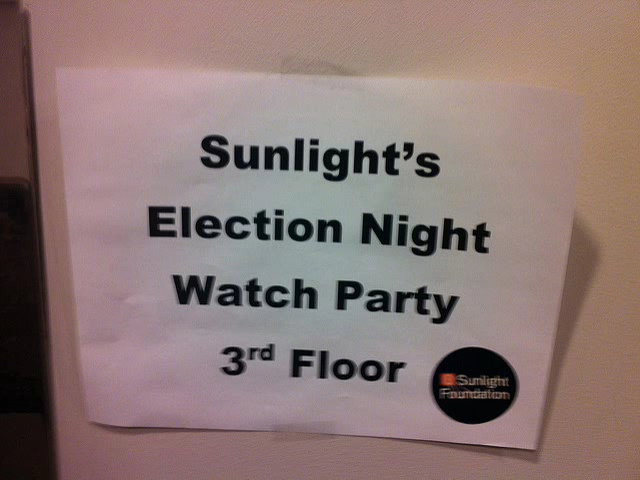 Sunlight's
Election Night
Watch Party
3rd Floor
Sunlight
Foundation